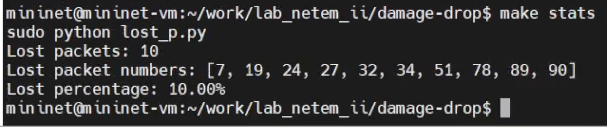 mininet@mininet-vm:~/work/lab_netem_ii/damage-drop$ make stats
sudo python lost_p.py
Lost packets: 10
Lost packet numbers: [7, 19, 24, 27, 32, 34, 51, 78, 89, 90]
Lost percentage: 10.00%
mininet@mininet-vm:~/work/lab_netem_ii/damage-drop$